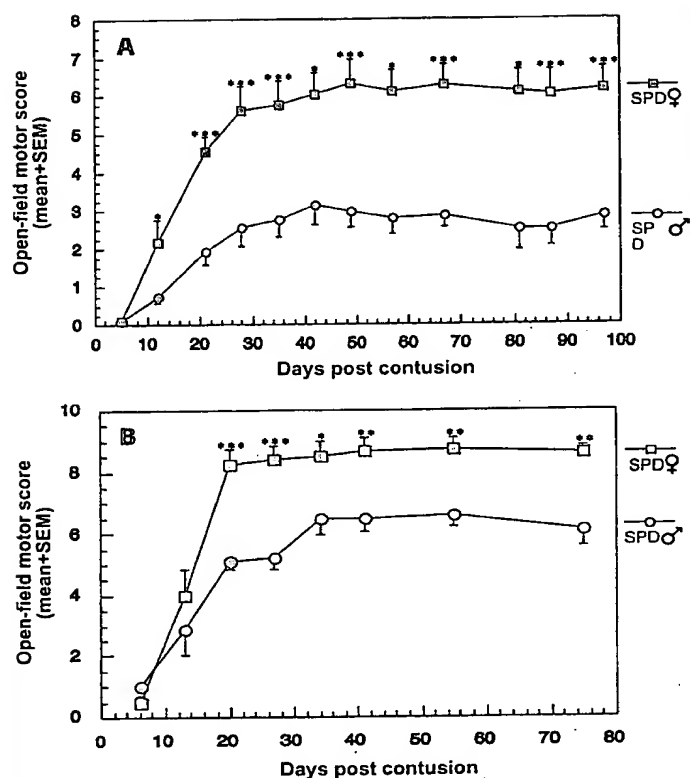 A
Open-field motor score
(mean+SEM)
8
7
6
5
4
3
2
1
0
* *** *** *** * *** * *** * *** ***
SPD♀
SP ♂
D
0 10 20 30 40 50 60 70 80 90 100
Days post contusion
B
Open-field motor score
(mean+SEM)
10
8
6
4
2
0
*** *** * ** ** **
SPD♀
SPD♂
0 10 20 30 40 50 60 70 80
Days post contusion